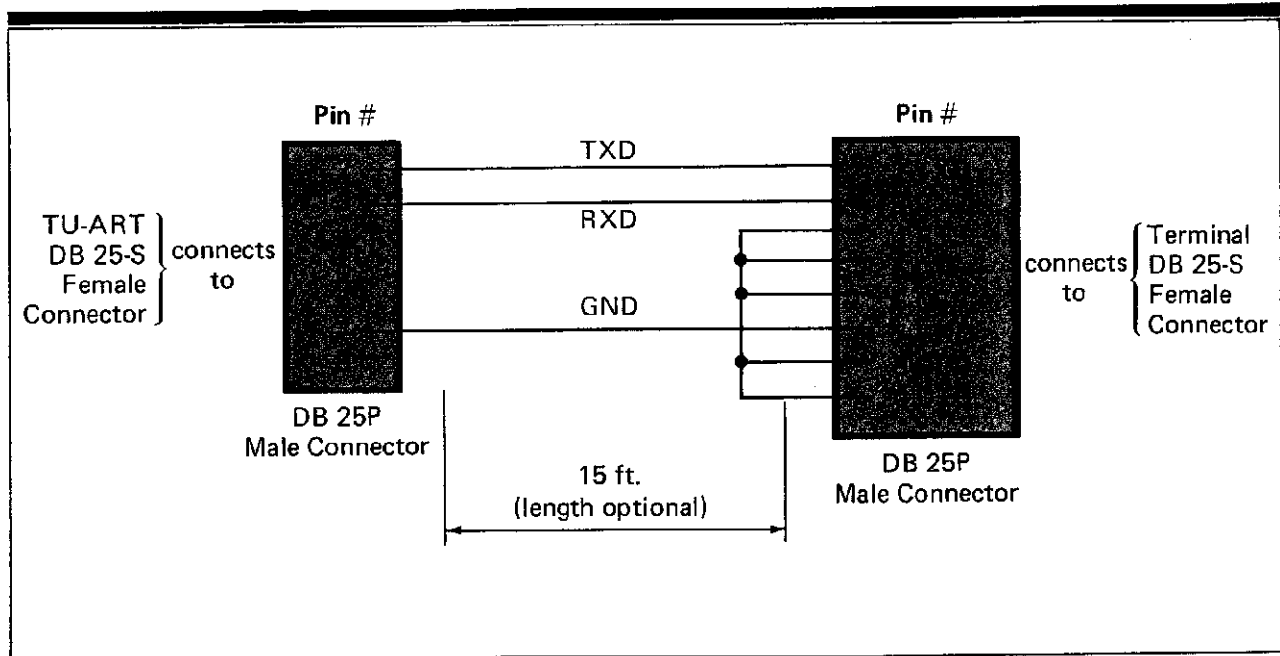 Pin #
Pin #
TXD
RXD
GND
TU-ART
DB 25-S
Female
Connector
connects
to
DB 25P
Male Connector
15 ft.
(length optional)
connects
to
Terminal
DB 25-S
Female
Connector
DB 25P
Male Connector